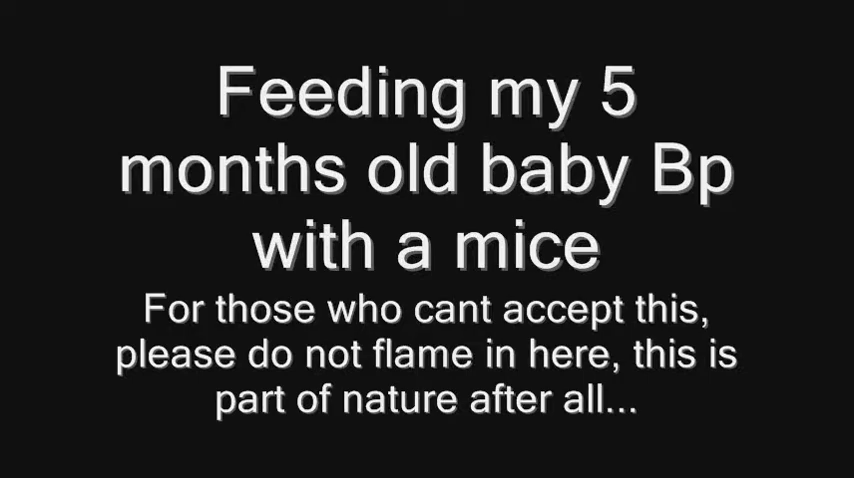 Feeding my 5
months old baby Bp
with a mice
For those who cant accept this,
please do not flame in here, this is
part of nature after all...